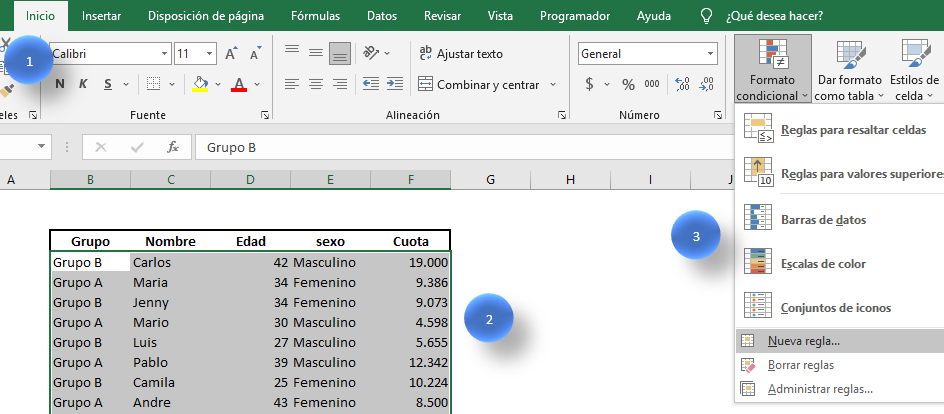 Inicio Insertar Disposición de página Fórmulas Datos Revisar Vista Programador Ayuda ¿Qué desea hacer?
1
Calibri 11 A A ab Ajustar texto General
N K S A Combinar y centrar $ % 000 ,00 ,0
Formato condicional
Dar formato como tabla
Estilos de celda
eles Fuente Alineación Número
fx Grupo B
A B C D E F G H I J
Grupo Nombre Edad sexo Cuota
Grupo B Carlos 42 Masculino 19.000
Grupo A Maria 34 Femenino 9.386
Grupo B Jenny 34 Femenino 9.073
Grupo A Mario 30 Masculino 4.598
Grupo B Luis 27 Masculino 5.655
Grupo A Pablo 39 Masculino 12.342
Grupo B Camila 25 Femenino 10.224
Grupo A Andre 43 Femenino 8.500
2
3
Reglas para resaltar celdas
10 Reglas para valores superiores
Barras de datos
Escalas de color
Conjuntos de iconos
Nueva regla...
Borrar reglas
Administrar reglas...